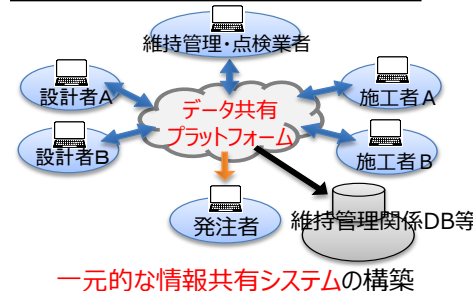 維持管理・点検業者
設計者A
施工者A
データ共有
プラットフォーム
設計者B
施工者B
発注者
維持管理関係DB等
一元的な情報共有システムの構築